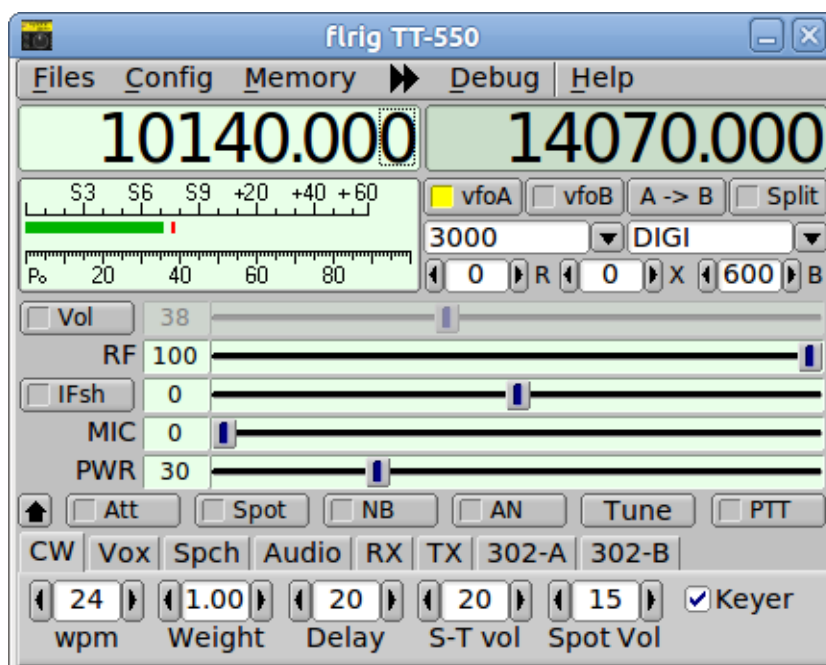 flrig TT-550
Files Config Memory Debug Help
10140.000 14070.000
S3 S6 S9 +20 +40 +60
vfoA vfoB A -> B Split
3000 DIGI
Po 20 40 60 80
0 R 0 X 600 B
Vol 38
RF 100
IFsh 0
MIC 0
PWR 30
Att Spot NB AN Tune PTT
CW Vox Spch Audio RX TX 302-A 302-B
24 1.00 20 20 15 Keyer
wpm Weight Delay S-T vol Spot Vol